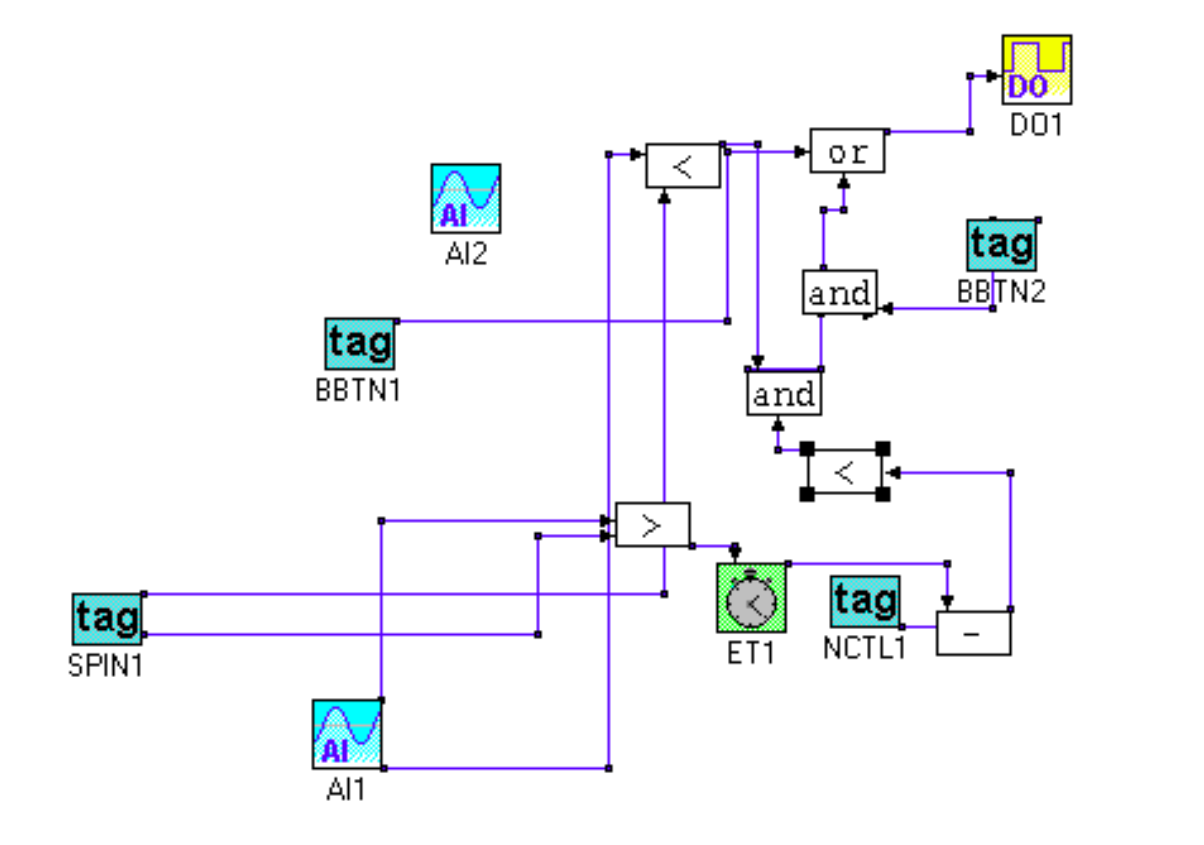 DO
DO1
<
or
AI
AI2
tag
BBTN2
and
tag
BBTN1
and
<
>
tag
SPIN1
ET1
tag
NCTL1
-
AI
AI1